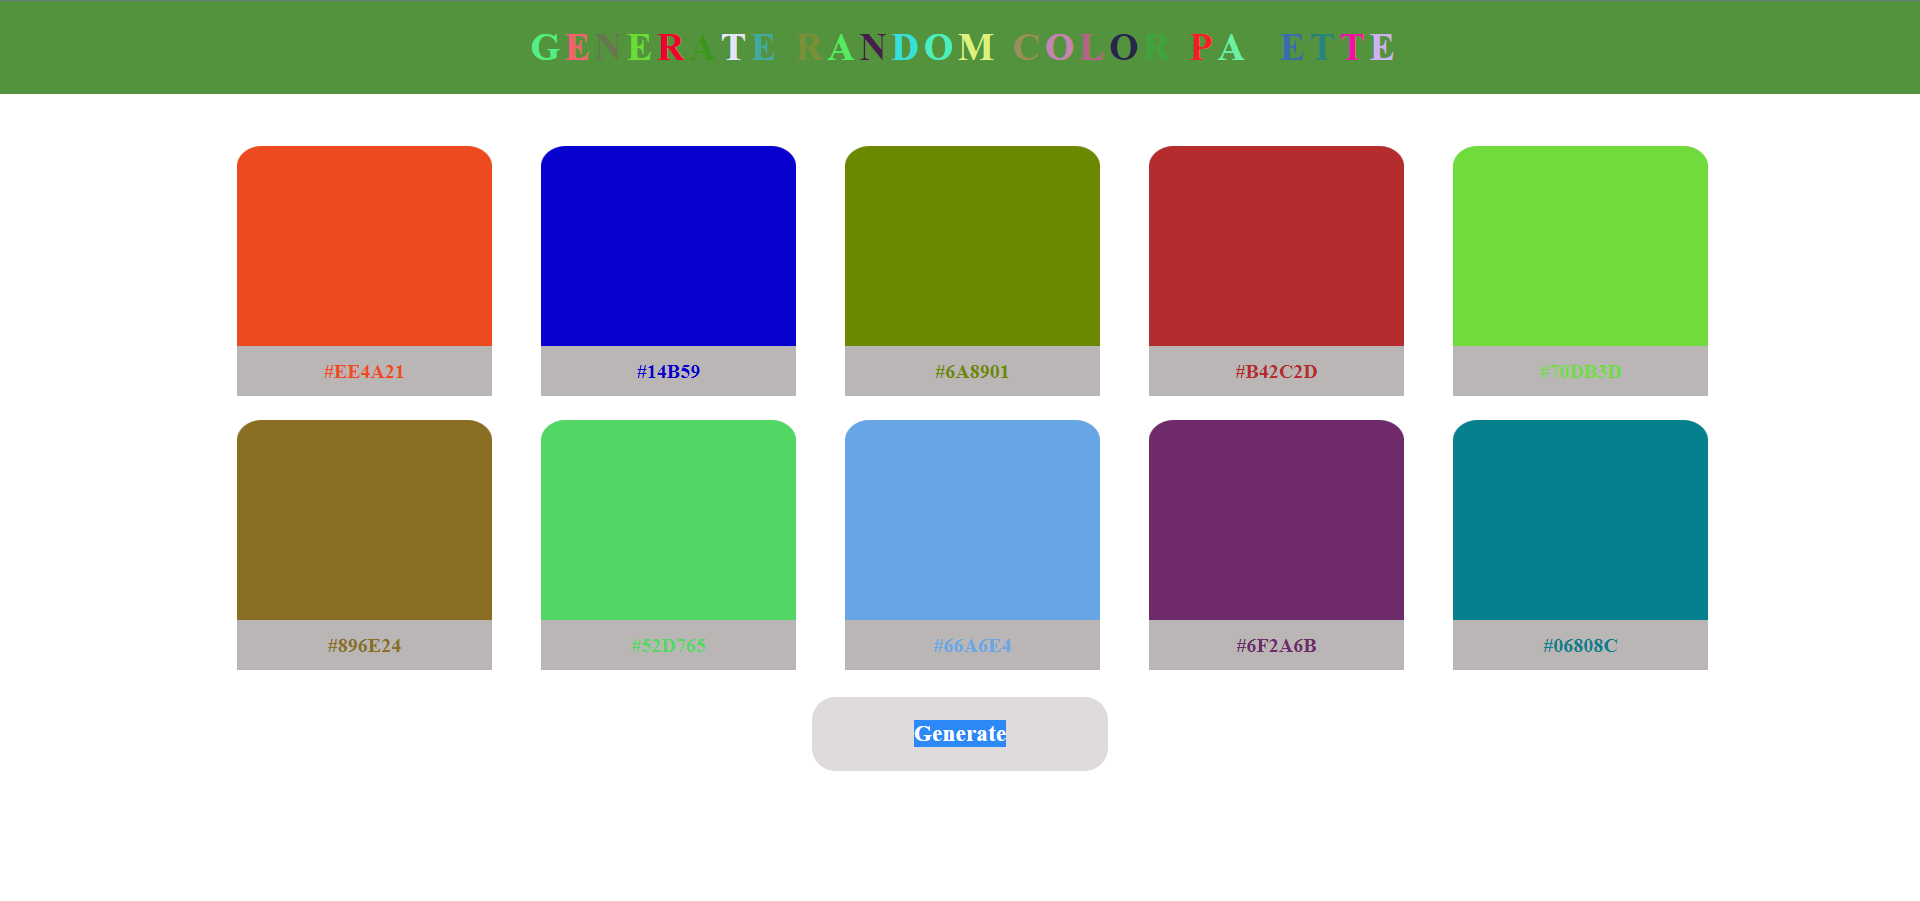 GENERATE RANDOM COLOR PA ETTE
#EE4A21 #14B59 #6A8901 #B42C2D #70DB3D
#896E24 #52D765 #66A6E4 #6F2A6B #06808C
Generate